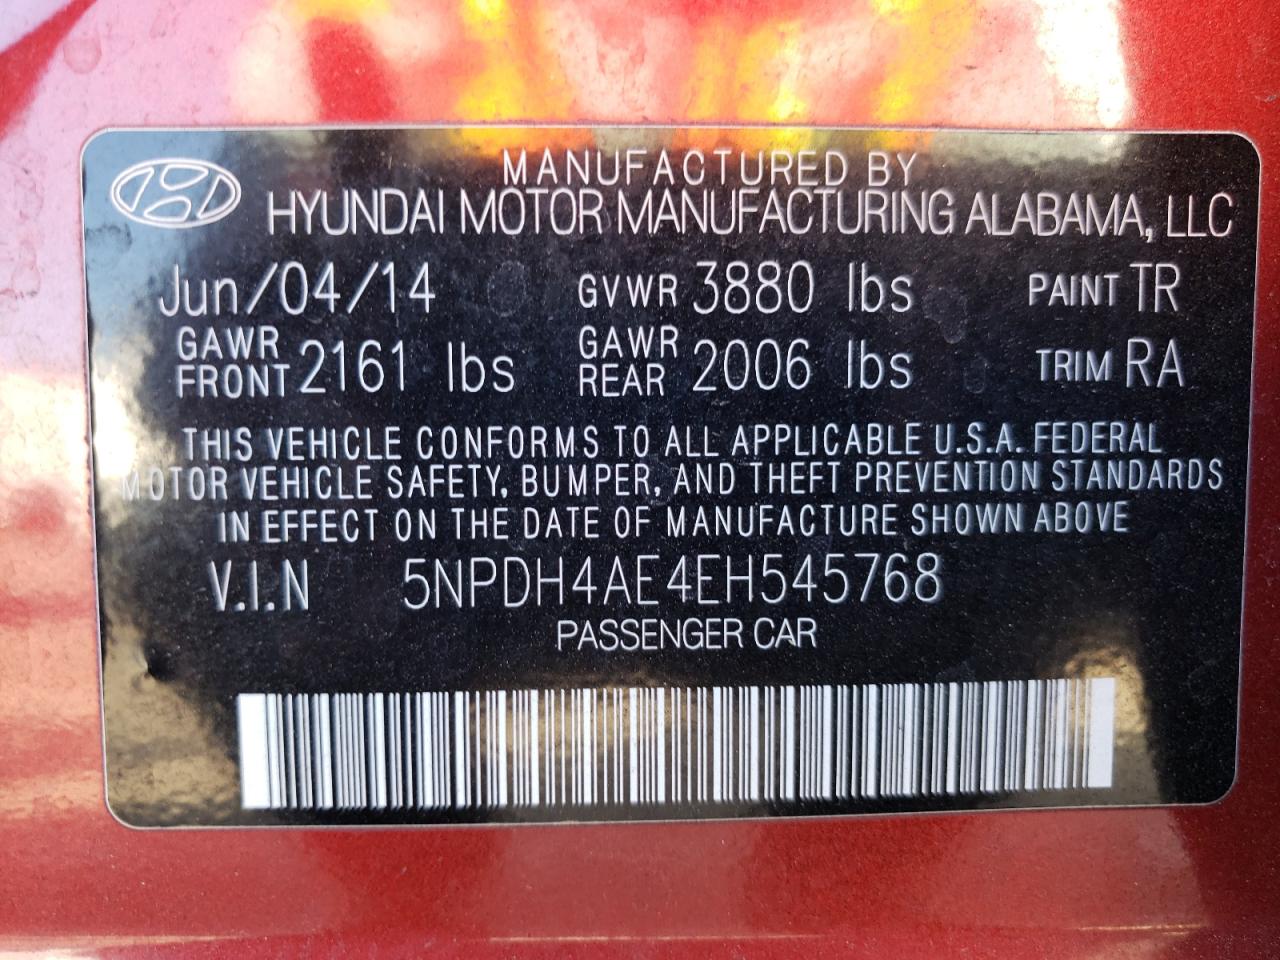 MANUFACTURED BY
HYUNDAI MOTOR MANUFACTURING ALABAMA, LLC
Jun/04/14 GVWR 3880 lbs PAINT TR
GAWR FRONT 2161 lbs GAWR REAR 2006 lbs TRIM RA
THIS VEHICLE CONFORMS TO ALL APPLICABLE U.S.A. FEDERAL
MOTOR VEHICLE SAFETY, BUMPER, AND THEFT PREVENTION STANDARDS
IN EFFECT ON THE DATE OF MANUFACTURE SHOWN ABOVE
V.I.N 5NPDH4AE4EH545768
PASSENGER CAR